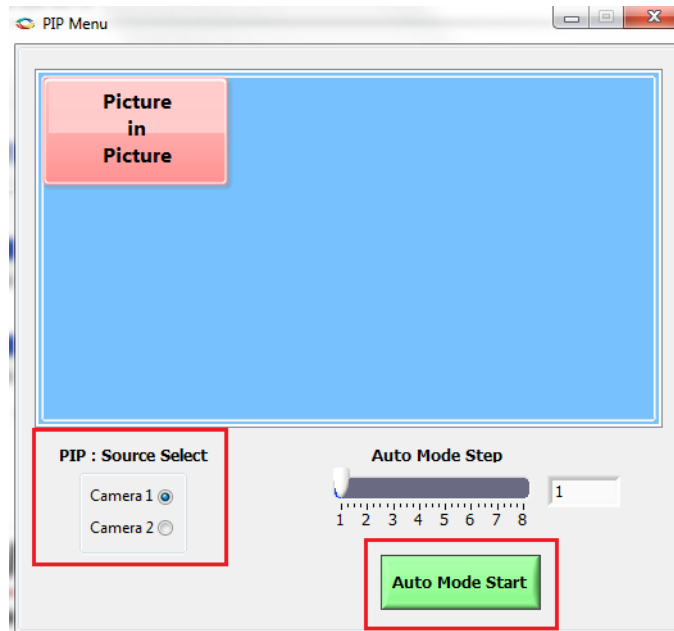 PIP Menu
Picture
in
Picture
PIP : Source Select
Camera 1
Camera 2
Auto Mode Step
1
1 2 3 4 5 6 7 8
Auto Mode Start